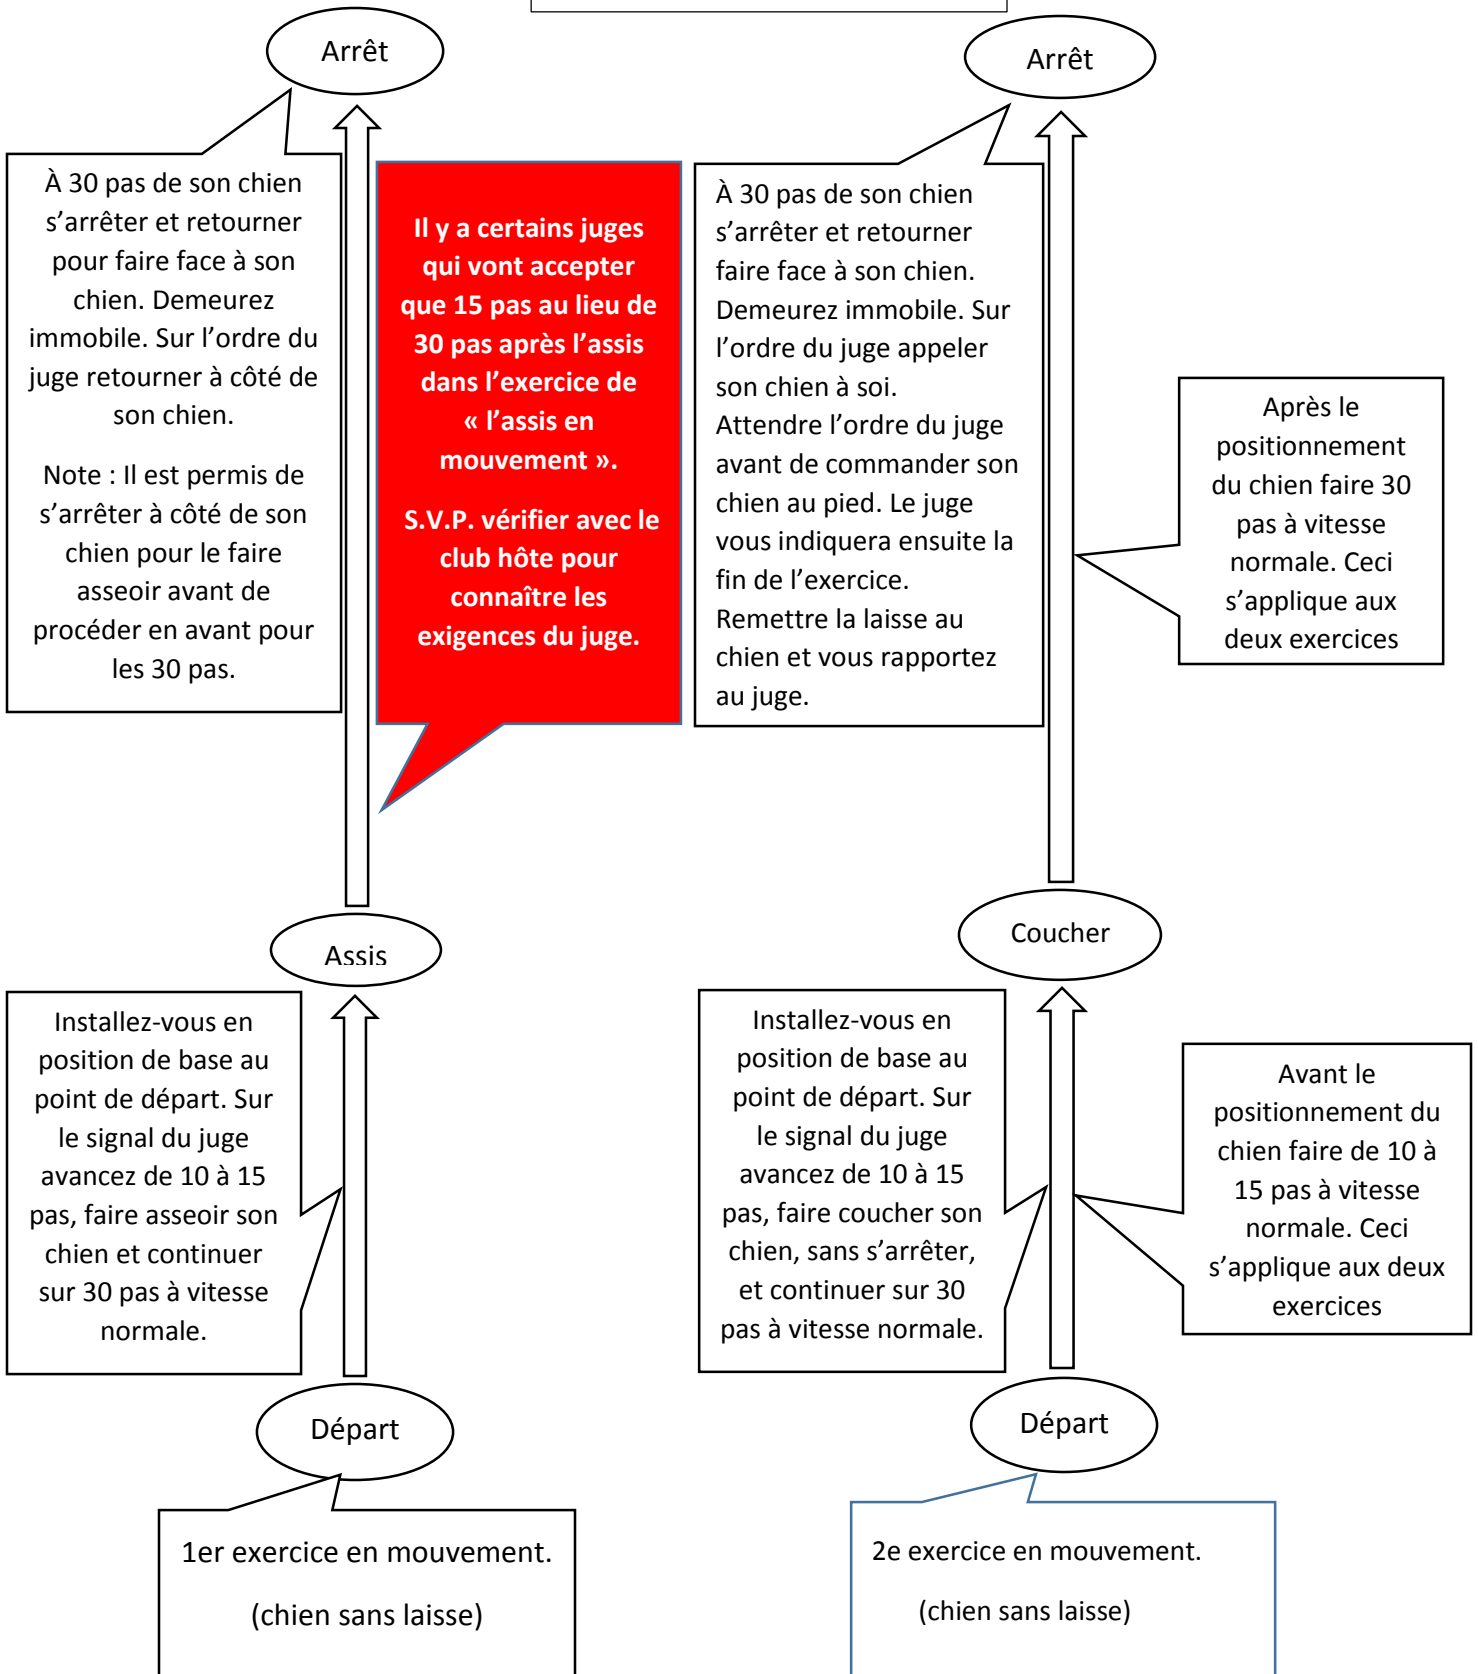 Arrêt
À 30 pas de son chien
s’arrêter et retourner
pour faire face à son
chien. Demeurez
immobile. Sur l’ordre du
juge retourner à côté de
son chien.
Note : Il est permis de
s’arrêter à côté de son
chien pour le faire
asseoir avant de
procéder en avant pour
les 30 pas.
Il y a certains juges
qui vont accepter
que 15 pas au lieu de
30 pas après l’assis
dans l’exercice de
« l’assis en
mouvement ».
S.V.P. vérifier avec le
club hôte pour
connaître les
exigences du juge.
Assis
Installez-vous en
position de base au
point de départ. Sur
le signal du juge
avancez de 10 à 15
pas, faire asseoir son
chien et continuer
sur 30 pas à vitesse
normale.
Départ
1er exercice en mouvement.
(chien sans laisse)
Arrêt
À 30 pas de son chien
s’arrêter et retourner
faire face à son chien.
Demeurez immobile. Sur
l’ordre du juge appeler
son chien à soi.
Attendre l’ordre du juge
avant de commander son
chien au pied. Le juge
vous indiquera ensuite la
fin de l’exercice.
Remettre la laisse au
chien et vous rapportez
au juge.
Après le
positionnement
du chien faire 30
pas à vitesse
normale. Ceci
s’applique aux
deux exercices
Coucher
Installez-vous en
position de base au
point de départ. Sur
le signal du juge
avancez de 10 à 15
pas, faire coucher son
chien, sans s’arrêter,
et continuer sur 30
pas à vitesse normale.
Avant le
positionnement du
chien faire de 10 à
15 pas à vitesse
normale. Ceci
s’applique aux deux
exercices
Départ
2e exercice en mouvement.
(chien sans laisse)